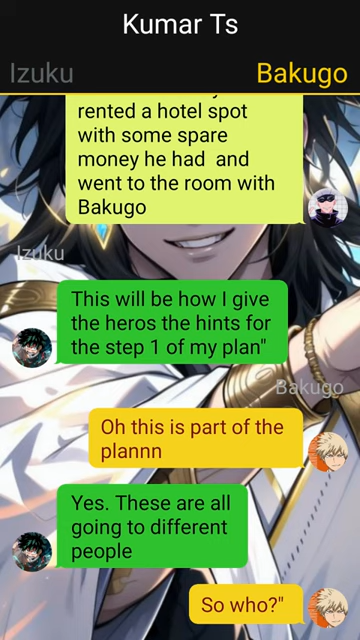 Kumar Ts
Izuku
Bakugo
rented a hotel spot
with some spare
money he had and
went to the room with
Bakugo
Izuku
This will be how I give
the heros the hints for
the step 1 of my plan"
Bakugo
Oh this is part of the
plannn
Yes. These are all
going to different
people
So who?"